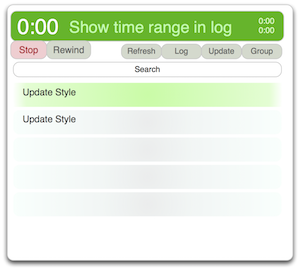 0:00 Show time range in log 0:00
0:00
Stop Rewind Refresh Log Update Group
Search
Update Style
Update Style